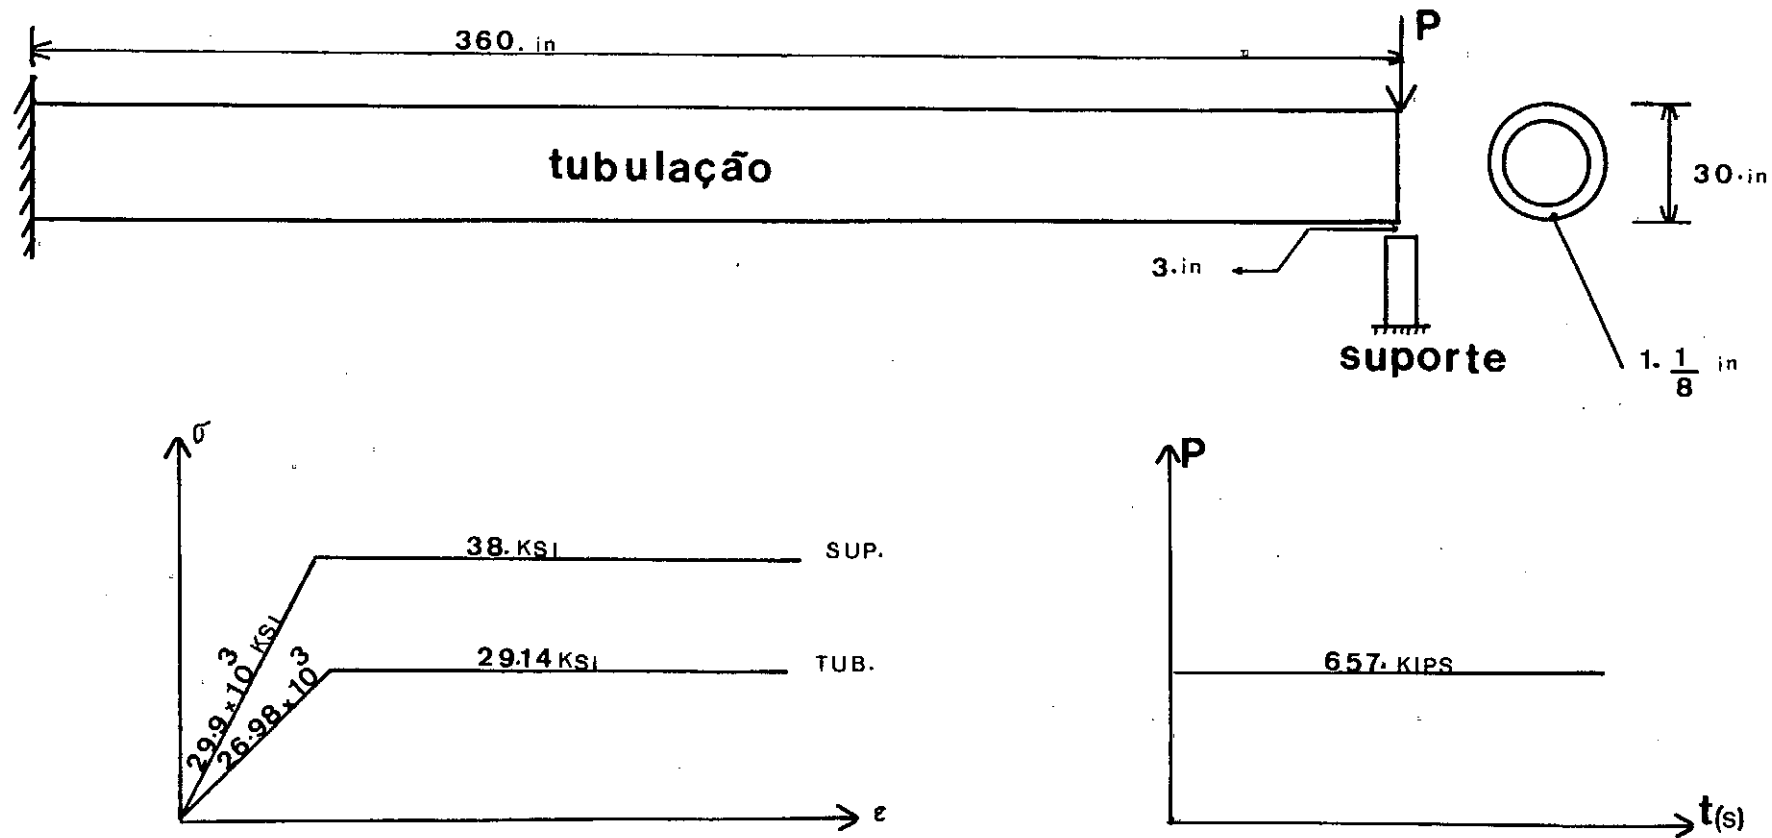 360. in
P
tubulação
30. in
3. in
suporte
1. 1/8 in
σ
38. KSI
SUP.
29.9 × 10³ KSI
26.98 × 10³
29.14 KSI
TUB.
ε
P
657. KIPS
t(s)